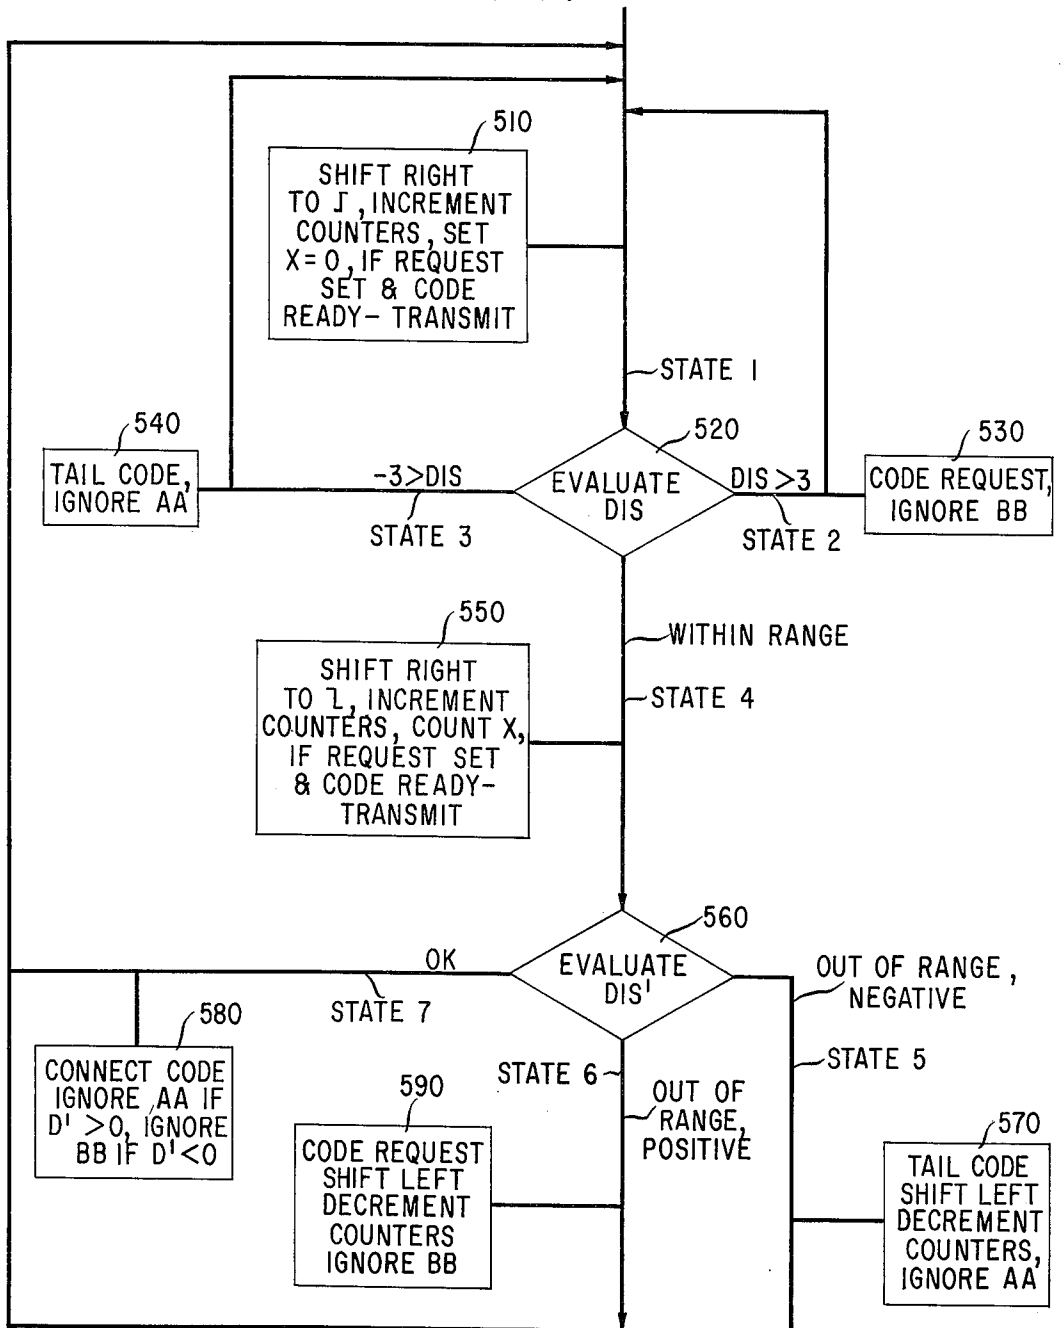 510
SHIFT RIGHT
TO ⅂, INCREMENT
COUNTERS, SET
X=0, IF REQUEST
SET & CODE
READY- TRANSMIT
STATE 1
540
TAIL CODE,
IGNORE AA
-3>DIS
STATE 3
520
EVALUATE
DIS
DIS >3
STATE 2
530
CODE REQUEST,
IGNORE BB
WITHIN RANGE
STATE 4
550
SHIFT RIGHT
TO ʅ, INCREMENT
COUNTERS, COUNT X,
IF REQUEST SET
& CODE READY-
TRANSMIT
560
EVALUATE
DIS'
OK
STATE 7
OUT OF RANGE,
NEGATIVE
STATE 5
580
CONNECT CODE
IGNORE AA IF
D' >0, IGNORE
BB IF D'<0
STATE 6
OUT OF
RANGE,
POSITIVE
590
CODE REQUEST
SHIFT LEFT
DECREMENT
COUNTERS
IGNORE BB
570
TAIL CODE
SHIFT LEFT
DECREMENT
COUNTERS,
IGNORE AA